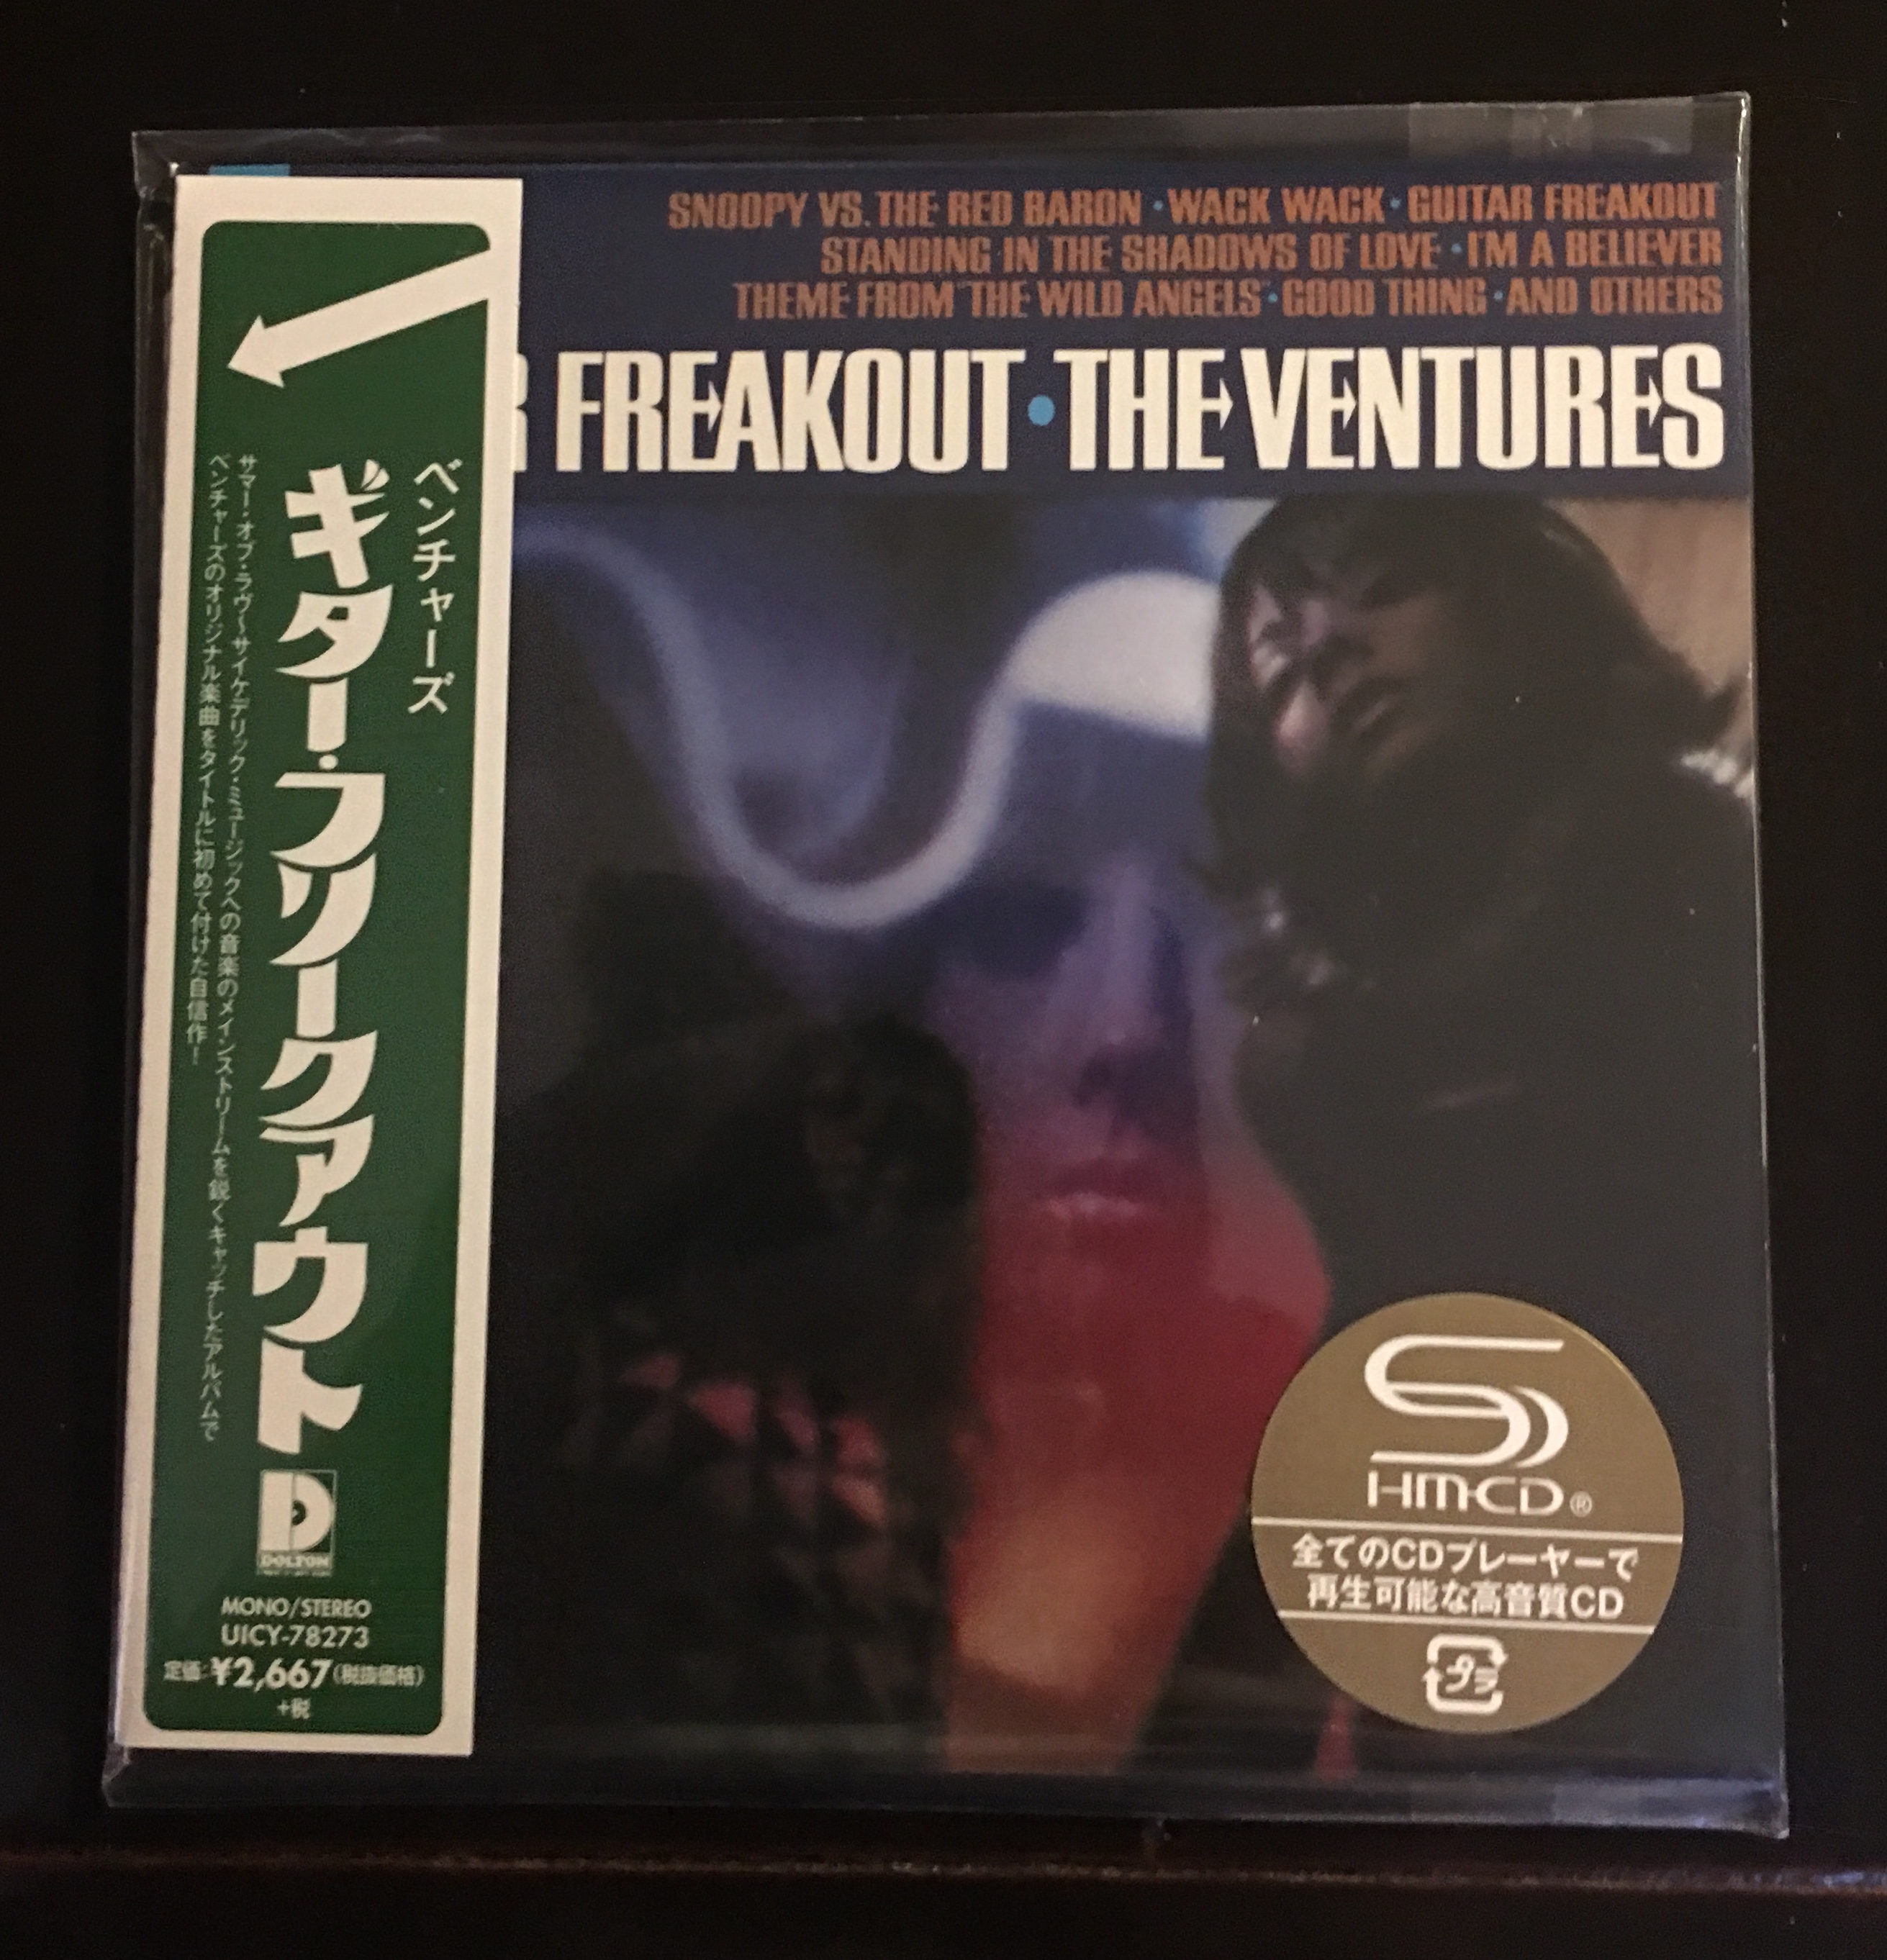 SNOOPY VS. THE RED BARON • WACK WACK • GUITAR FREAKOUT
STANDING IN THE SHADOWS OF LOVE • I'M A BELIEVER
THEME FROM "THE WILD ANGELS" • GOOD THING • AND OTHERS
R FREAKOUT • THE VENTURES
ベンチャーズ
ギター・フリークアウト
サマー・オブ・ラヴ〜サイケデリック・ミュージックへの音楽のメインストリームを鋭くキャッチしたアルバムで
ベンチャーズのオリジナル楽曲をタイトルに初めて付けた自信作!
D
DOLTON
MONO/STEREO
UICY-78273
定価:¥2,667(税抜価格)
+税
SHM-CD®
全てのCDプレーヤーで
再生可能な高音質CD
プラ